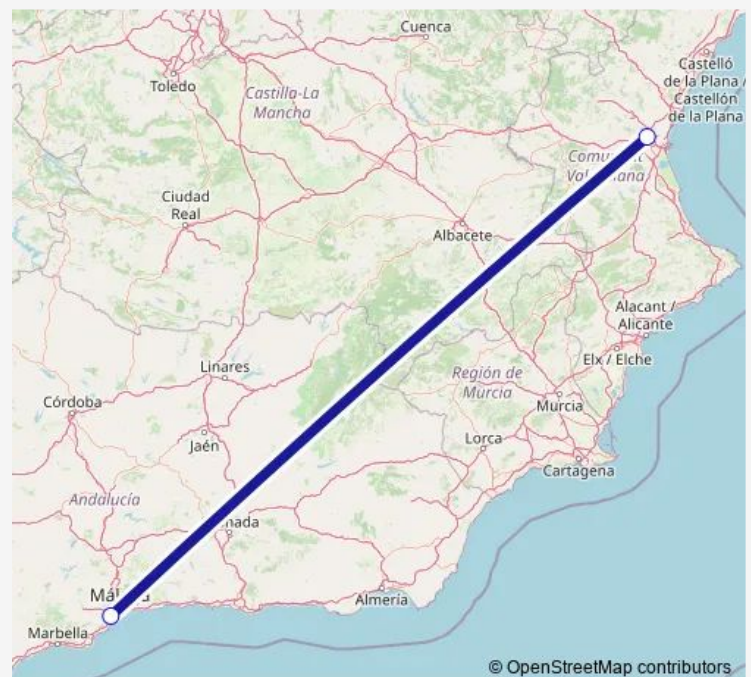 Cuenca
Toledo
Castelló
de la Plana /
Castellón
de la Plana
Castilla-La
Mancha
Ciudad
Real
Albacete
Alacant /
Alicante
Elx / Elche
Linares
Región de
Murcia
Córdoba
Murcia
Jaén
Lorca
Cartagena
Andalucía
Almería
Marbella
© OpenStreetMap contributors